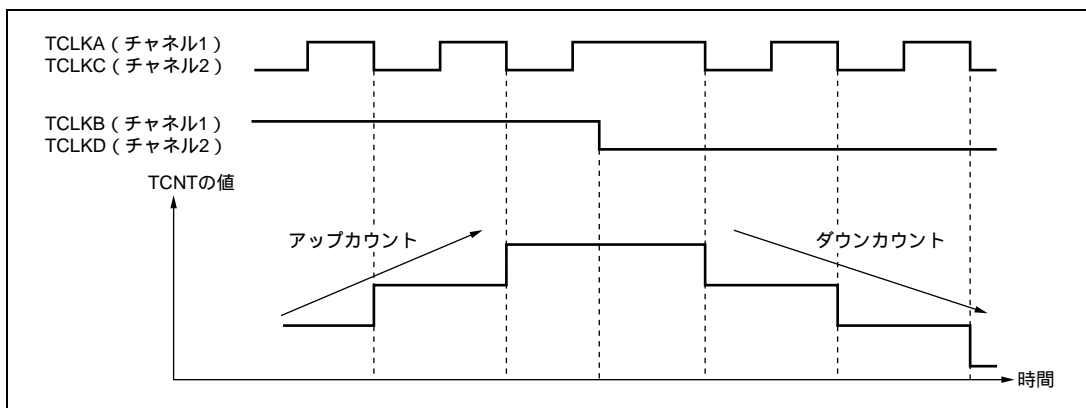 TCLKA（チャネル1）
TCLKC（チャネル2）
TCLKB（チャネル1）
TCLKD（チャネル2）
TCNTの値
アップカウント
ダウンカウント
時間